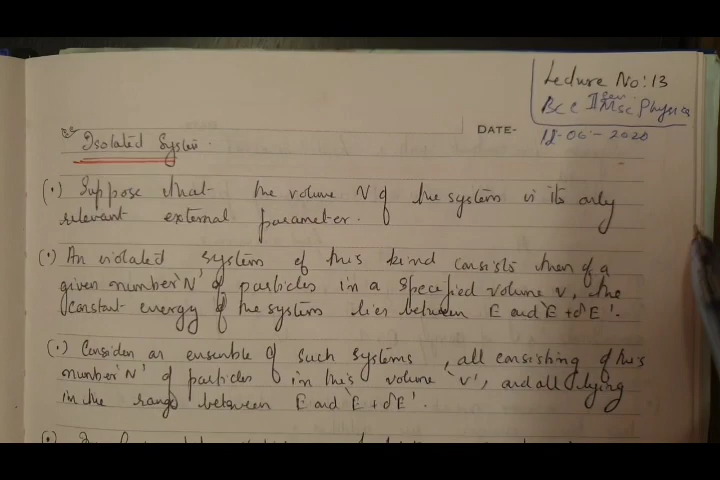 Lecture No: 13
BCC II Sem Msc Physics
DATE-
18-06-2020
Isolated System.
(•) Suppose that the volume V of the system is its only
relevant external parameter.
(•) An isolated system of this kind consists then of a
given number 'N' of particles in a specified volume v, the
constant energy of the system lies between E and 'E + δE'.
(•) Consider an ensemble of such systems, all consisting of this
number 'N' of particles in this volume 'V', and all lying
in the range between E and E + δE'.
(•)